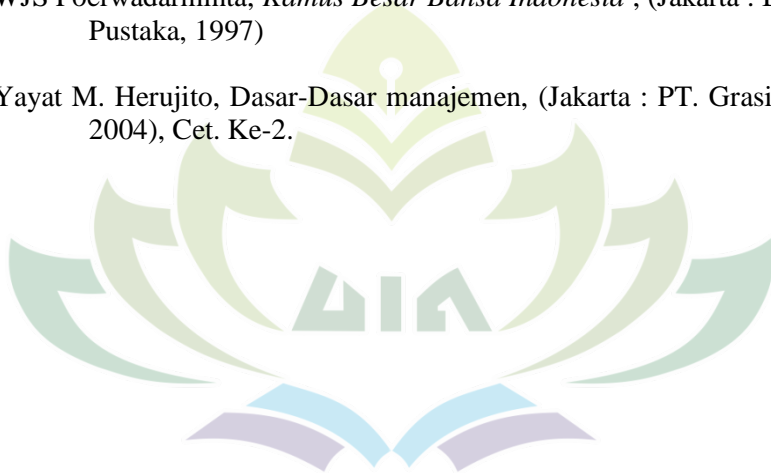 WJS Poerwadarminta, Kamus Besar Bahsa Indonesia , (Jakarta :
Pustaka, 1997)
Yayat M. Herujito, Dasar-Dasar manajemen, (Jakarta : PT.
2004), Cet. Ke-2.
UIN